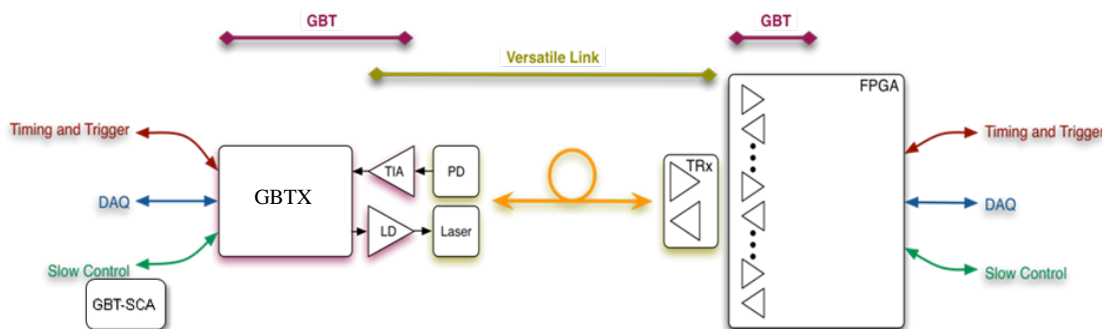 GBT
GBT
Versatile Link
FPGA
Timing and Trigger
DAQ
Slow Control
GBT-SCA
GBTX
TIA
PD
LD
Laser
TRx
Timing and Trigger
DAQ
Slow Control